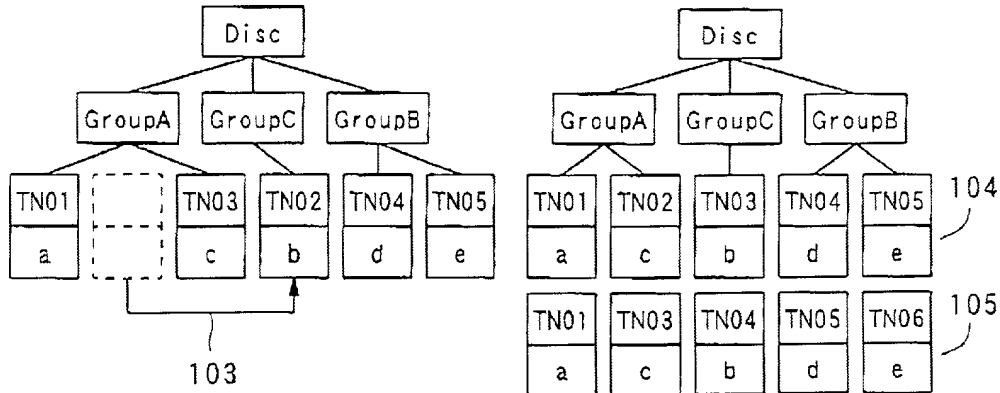 Disc
GroupA GroupC GroupB
TN01 TN03 TN02 TN04 TN05
a c b d e
103
Disc
GroupA GroupC GroupB
TN01 TN02 TN03 TN04 TN05
a c b d e
104
TN01 TN03 TN04 TN05 TN06
a c b d e
105